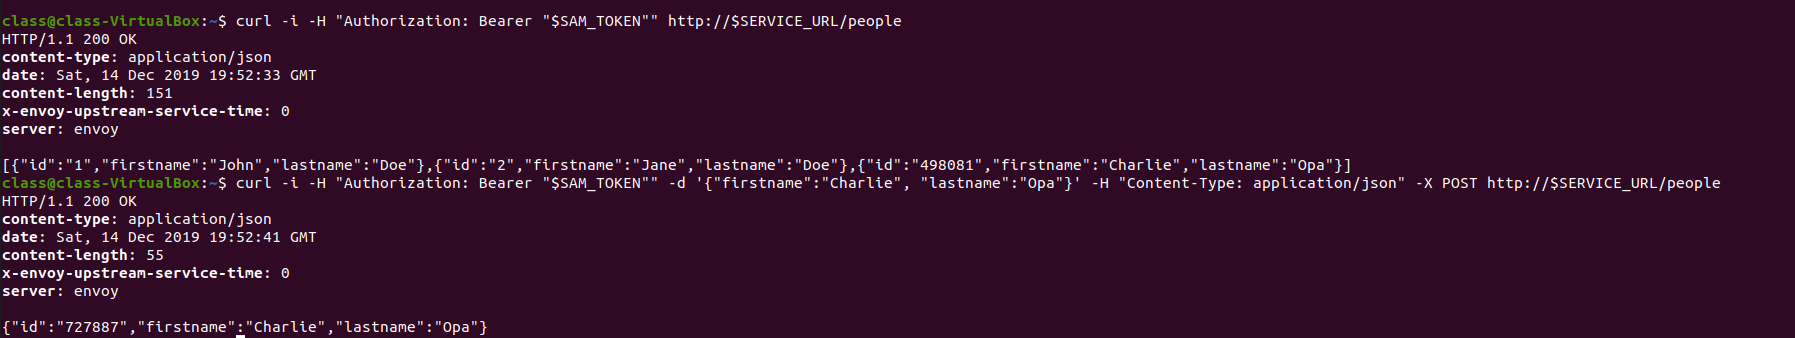 class@class-VirtualBox:~$ curl -i -H "Authorization: Bearer "$SAM_TOKEN"" http://$SERVICE_URL/people
HTTP/1.1 200 OK
content-type: application/json
date: Sat, 14 Dec 2019 19:52:33 GMT
content-length: 151
x-envoy-upstream-service-time: 0
server: envoy

[{"id":"1","firstname":"John","lastname":"Doe"},{"id":"2","firstname":"Jane","lastname":"Doe"},{"id":"498081","firstname":"Charlie","lastname":"Opa"}]
class@class-VirtualBox:~$ curl -i -H "Authorization: Bearer "$SAM_TOKEN"" -d '{"firstname":"Charlie", "lastname":"Opa"}' -H "Content-Type: application/json" -X POST http://$SERVICE_URL/people
HTTP/1.1 200 OK
content-type: application/json
date: Sat, 14 Dec 2019 19:52:41 GMT
content-length: 55
x-envoy-upstream-service-time: 0
server: envoy

{"id":"727887","firstname":"Charlie","lastname":"Opa"}